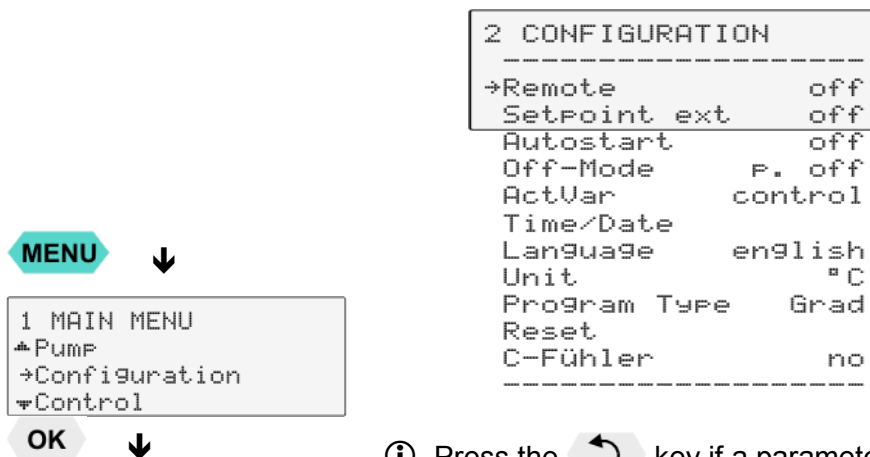 MENU
1 MAIN MENU
Pump
→Configuration
Control
OK
2 CONFIGURATION
--------------------
→Remote off
Setpoint ext off
Autostart off
Off-Mode p. off
ActVar control
Time/Date
Language english
Unit °C
Program Type Grad
Reset
C-Fühler no
--------------------
Press the key if a paramete